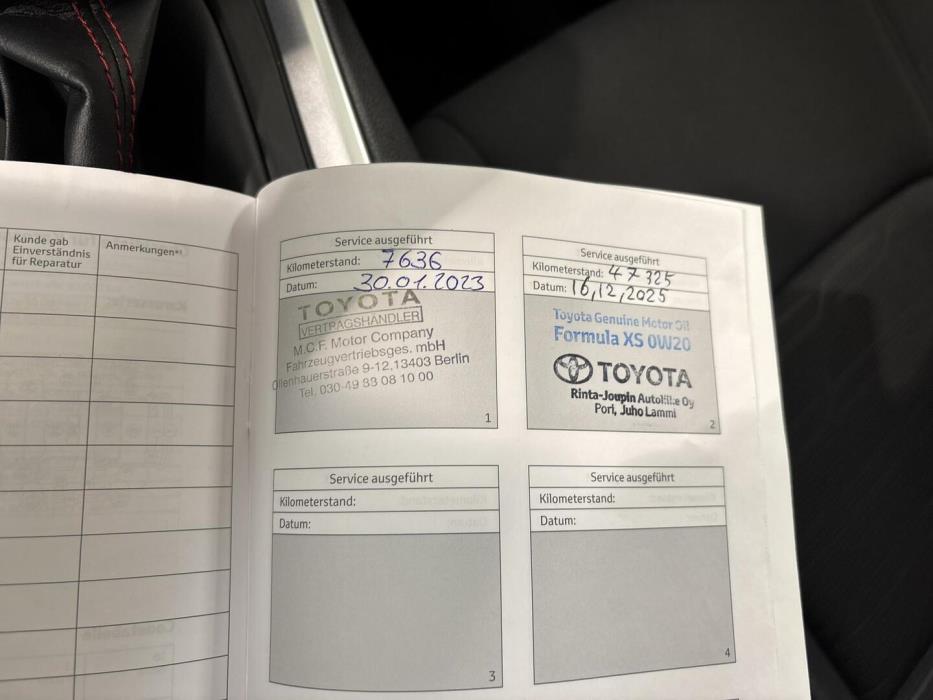 Kunde gab
Einverständnis
für Reparatur
Anmerkungen*¹
Service ausgeführt
Kilometerstand: 7636
Datum: 30.01.2023
TOYOTA
VERTRAGSHÄNDLER
M.C.F. Motor Company
Fahrzeugvertriebsges. mbH
Ollenhauerstraße 9-12, 13403 Berlin
Tel. 030-49 88 08 10 00
1
Service ausgeführt
Kilometerstand: 47325
Datum: 16,12,2025
Toyota Genuine Motor Oil
Formula XS 0W20
TOYOTA
Rinta-Joupin Autoliike Oy
Pori, Juho Lammi
2
Service ausgeführt
Kilometerstand:
Datum:
3
Service ausgeführt
Kilometerstand:
Datum:
4